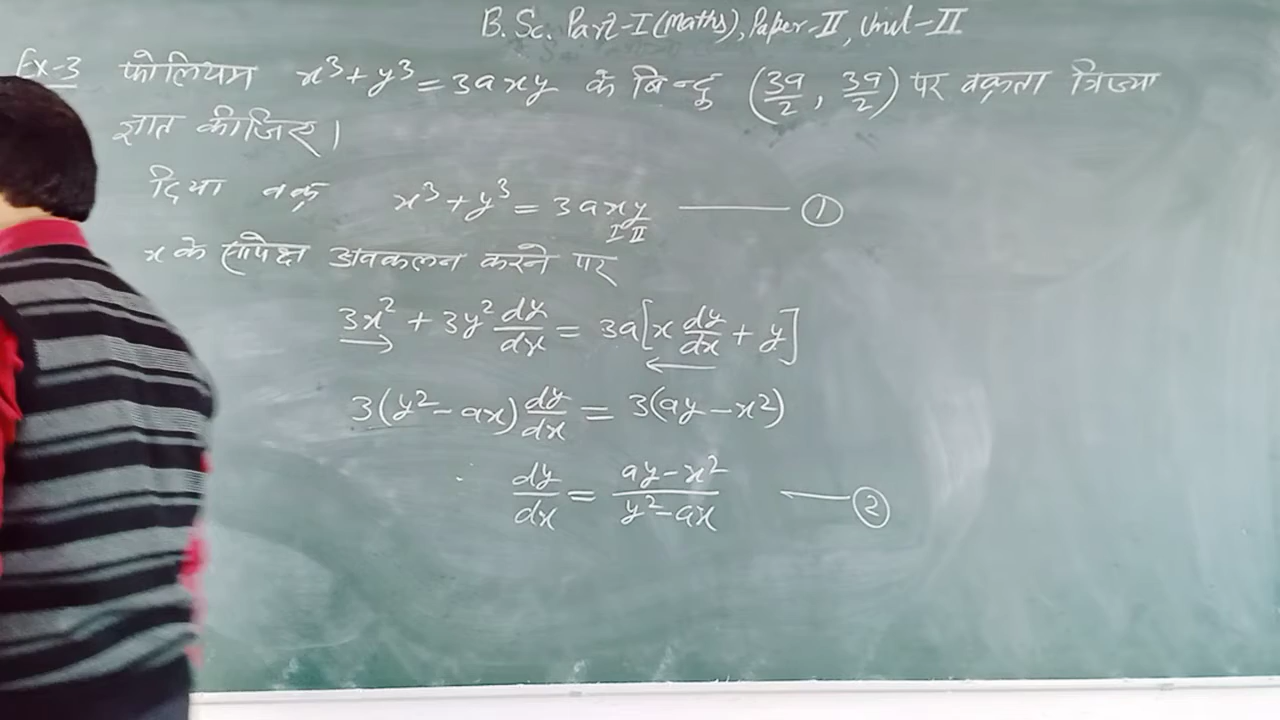 B.Sc. Part-I (Maths), Paper-II, Unit-II
Ex-3 फोलियम x³+y³=3axy के बिन्दु (3a/2, 3a/2) पर वक्रता त्रिज्या
ज्ञात कीजिए।
दिया वक्र x³+y³=3axy —— ①
I II
x के सापेक्ष अवकलन करने पर
3x² + 3y² dy/dx = 3a[x dy/dx + y]
3(y²-ax) dy/dx = 3(ay-x²)
∴ dy/dx = (ay-x²)/(y²-ax) —— ②